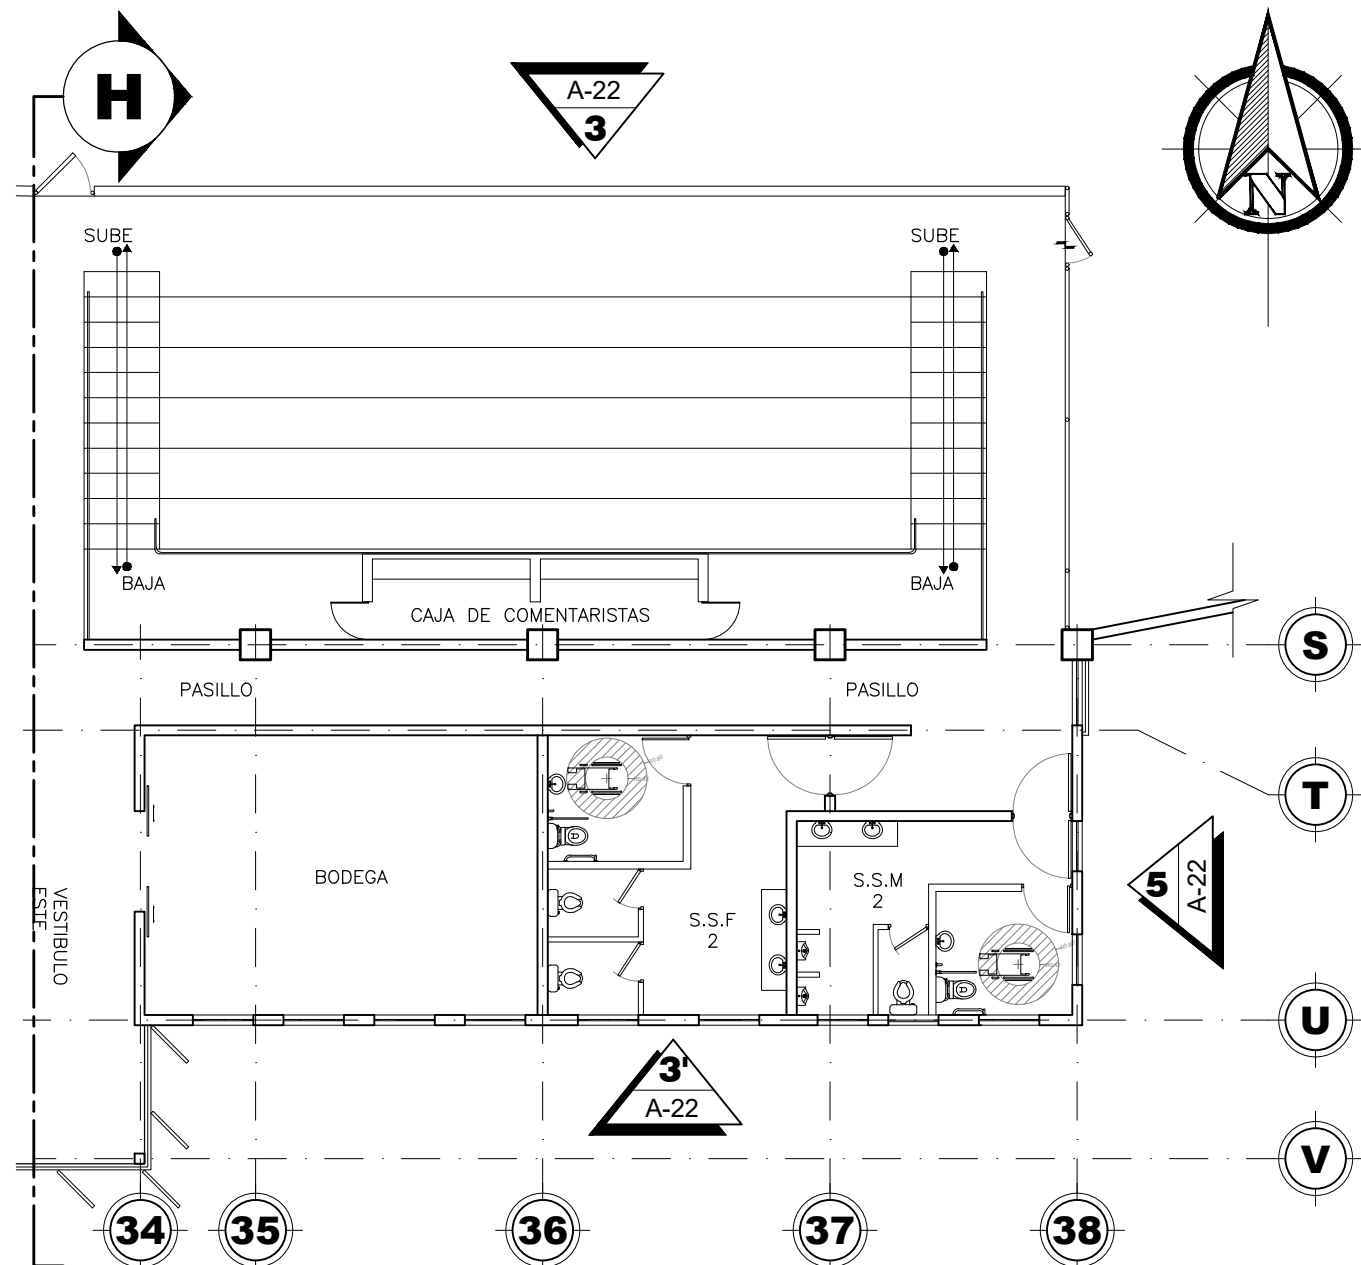 H
A-22
3
N
SUBE
SUBE
BAJA
BAJA
CAJA DE COMENTARISTAS
S
PASILLO
PASILLO
T
BODEGA
S.S.F
2
S.S.M
2
5
A-22
VESTIBULO
ESTE
U
3'
A-22
V
34
35
36
37
38